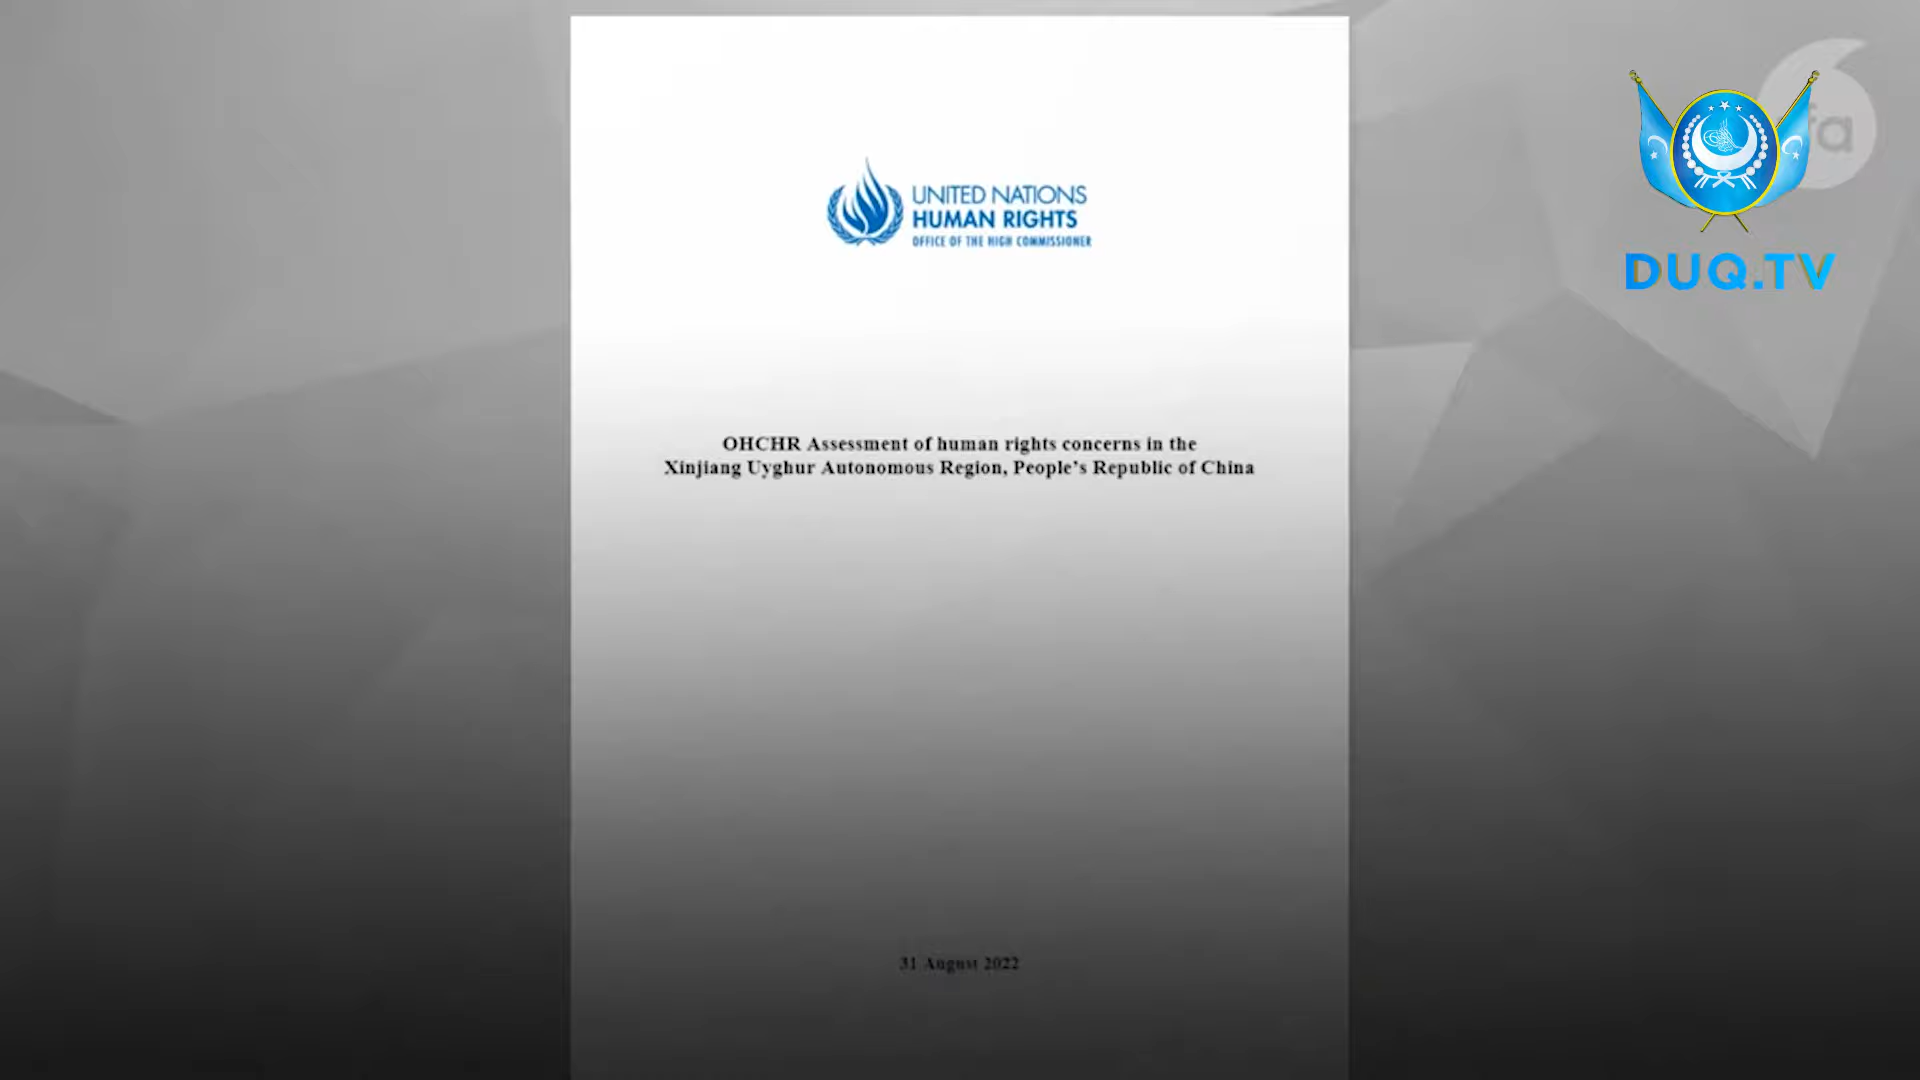 UNITED NATIONS
HUMAN RIGHTS
OFFICE OF THE HIGH COMMISSIONER
DUQ.TV
OHCHR Assessment of human rights concerns in the
Xinjiang Uyghur Autonomous Region, People's Republic of China
31 August 2022